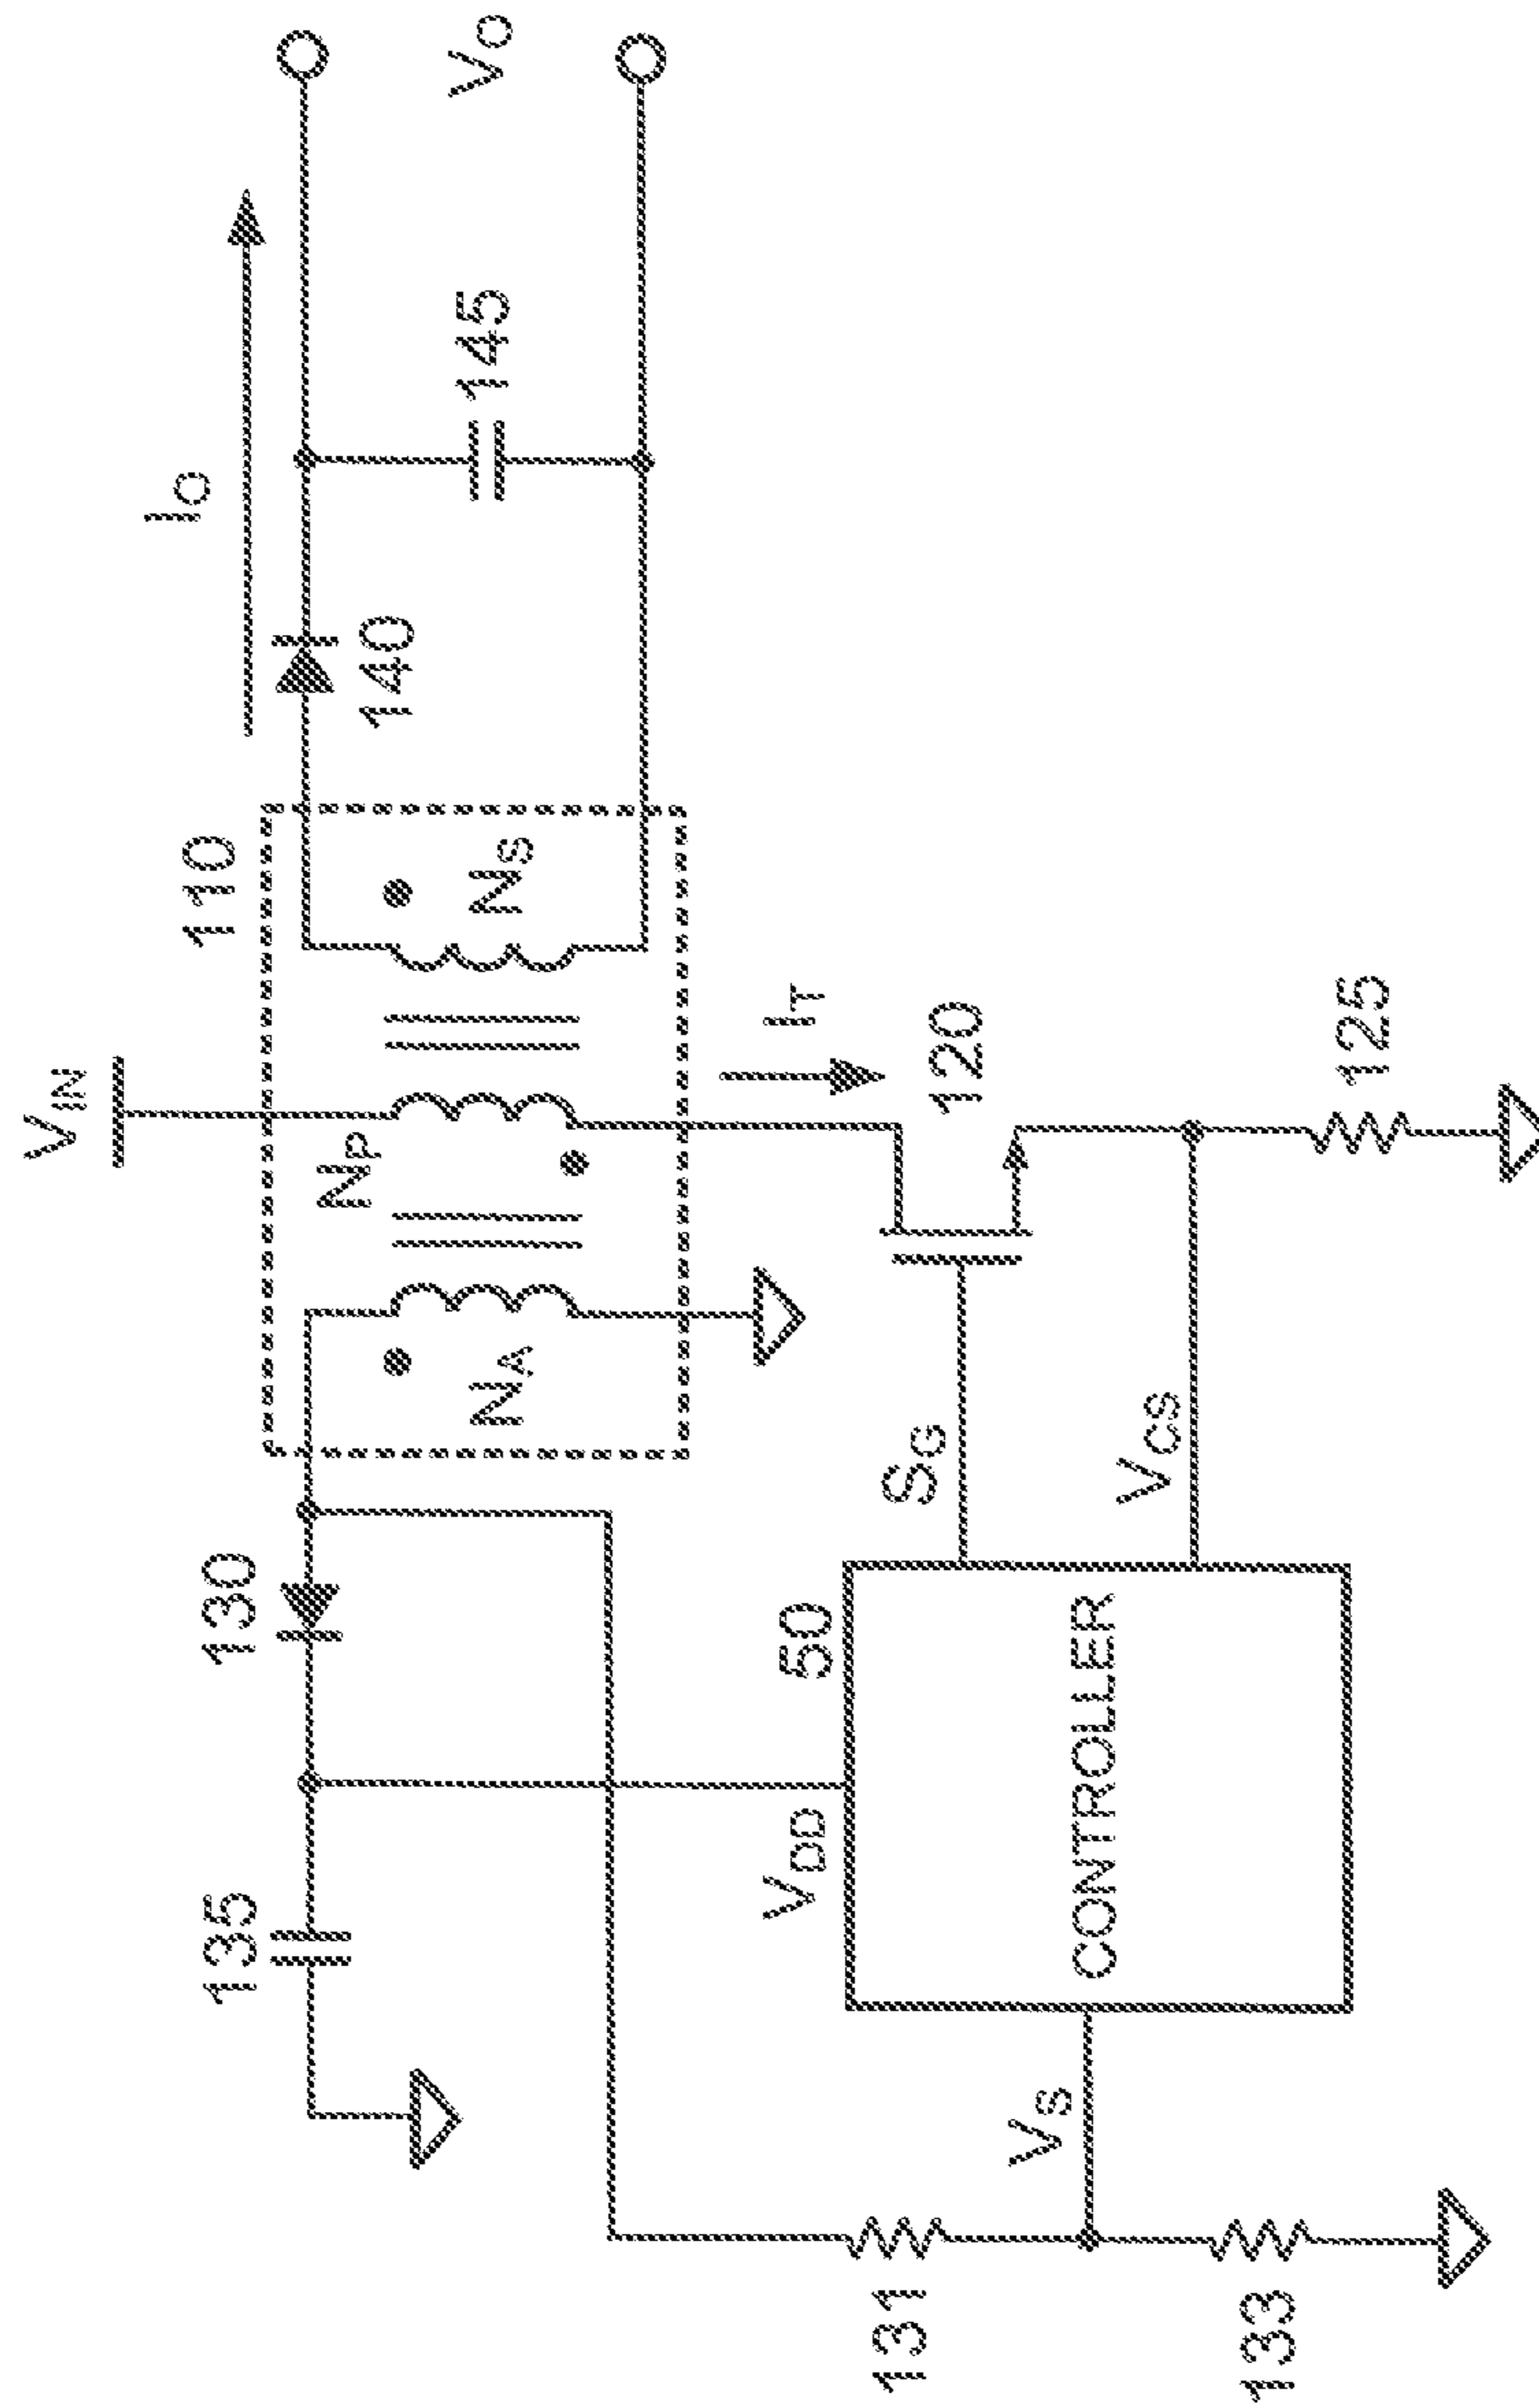 V_IN
110
I_O
N_P
N_A
N_S
130
135
140
145
V_O
I_T
120
125
S_G
V_CS
50
V_DD
CONTROLLER
V_S
131
133